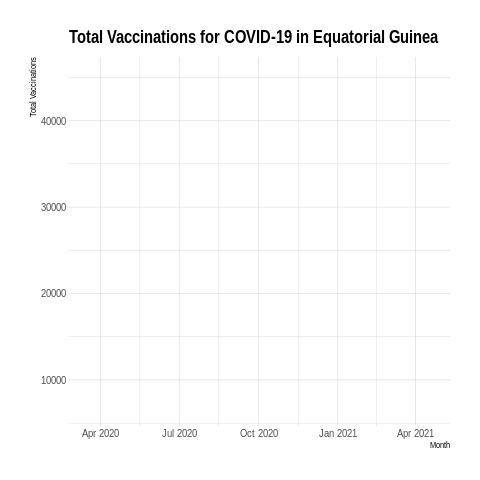 Total Vaccinations for COVID-19 in Equatorial Guinea
Total Vaccinations
40000
30000
20000
10000
Apr 2020 Jul 2020 Oct 2020 Jan 2021 Apr 2021
Month